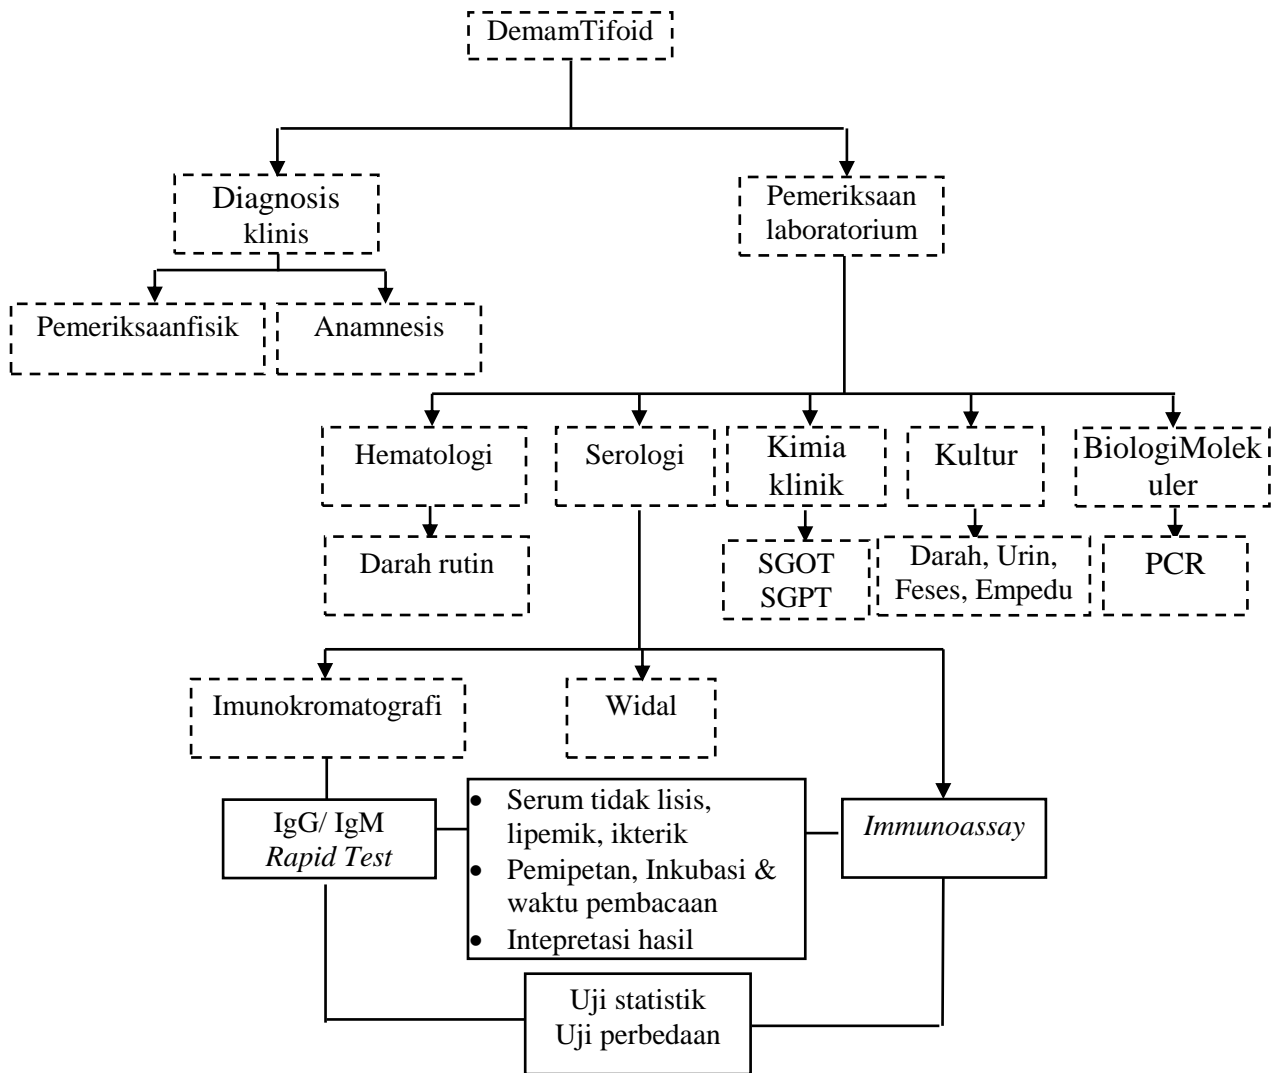 DemamTifoid
Diagnosis
klinis
Pemeriksaan
laboratorium
Pemeriksaanfisik
Anamnesis
Hematologi
Serologi
Kimia
klinik
Kultur
BiologiMolek
uler
Darah rutin
SGOT
SGPT
Darah, Urin,
Feses, Empedu
PCR
Imunokromatografi
Widal
IgG/ IgM
Rapid Test
• Serum tidak lisis,
lipemik, ikterik
• Pemipetan, Inkubasi &
waktu pembacaan
• Intepretasi hasil
Immunoassay
Uji statistik
Uji perbedaan